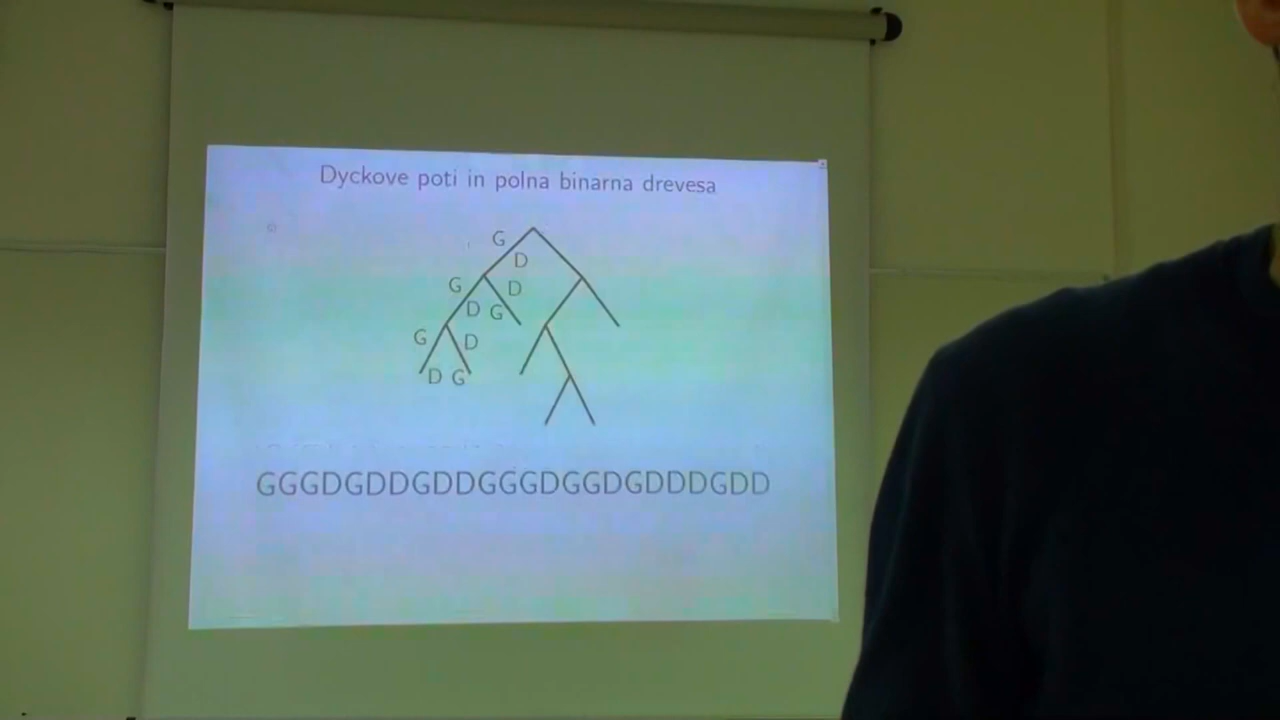 Dyckove poti in polna binarna drevesa
G
D
G D
D G
G D
D G
GGGDGDDGDDGGGDGGDGDDDGDD